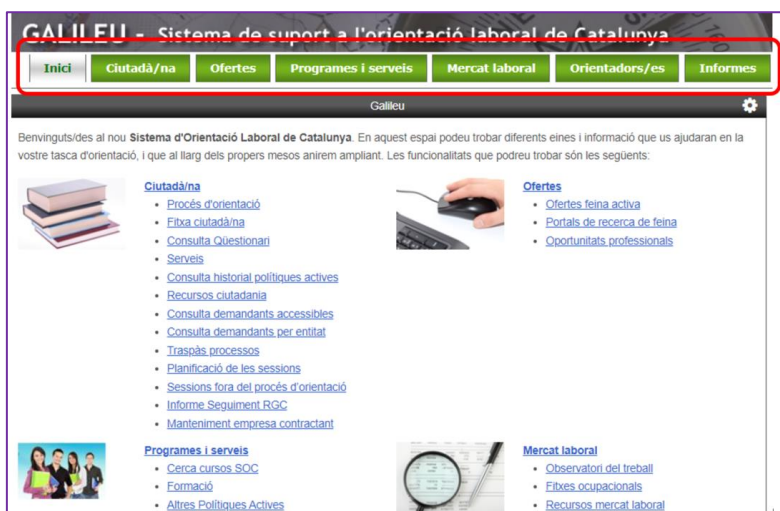 GALILEU - Sistema de suport a l'orientació laboral de Catalunya
Inici Ciutadà/na Ofertes Programes i serveis Mercat laboral Orientadors/es Informes
Galileu
Benvinguts/des al nou Sistema d'Orientació Laboral de Catalunya. En aquest espai podeu trobar diferents eines i informació que us ajudaran en la
vostre tasca d'orientació, i que al llarg dels propers mesos anirem ampliant. Les funcionalitats que podreu trobar són les següents:
Ciutadà/na
• Procés d'orientació
• Fitxa ciutadà/na
• Consulta Qüestionari
• Serveis
• Consulta historial polítiques actives
• Recursos ciutadania
• Consulta demandants accessibles
• Consulta demandants per entitat
• Traspàs processos
• Planificació de les sessions
• Sessions fora del procés d'orientació
• Informe Seguiment RGC
• Manteniment empresa contractant
Ofertes
• Ofertes feina activa
• Portals de recerca de feina
• Oportunitats professionals
Programes i serveis
• Cerca cursos SOC
• Formació
• Altres Polítiques Actives
Mercat laboral
• Observatori del treball
• Fitxes ocupacionals
• Recursos mercat laboral